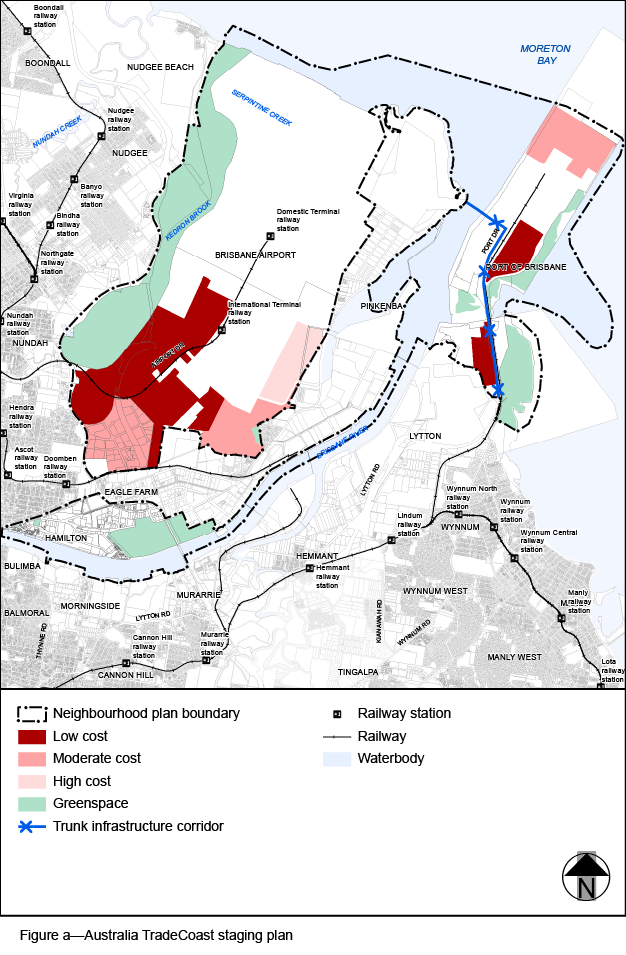 Boondall
railway
station
BOONDALL
NUDGEE BEACH
MORETON
BAY
SERPINTINE CREEK
NUNDAH CREEK
Nudgee
railway
station
NUDGEE
Virginia
railway
station
Banyo
railway
station
Bindha
railway
station
Northgate
railway
station
KEDRON BROOK
Domestic Terminal
railway station
BRISBANE AIRPORT
PORT DR
PORT OF BRISBANE
PINKENBA
International Terminal
railway station
Nundah
railway
station
NUNDAH
AIRPORT DR
Hendra
railway
station
Ascot
railway
station
Doomben
railway
station
BRISBANE RIVER
LYTTON
LYTTON RD
EAGLE FARM
Wynnum North
railway
station
Wynnum
railway
station
Lindum
railway
station
WYNNUM
Wynnum Central
railway
station
HAMILTON
HEMMANT
Hemmant
railway
station
BULIMBA
MURARRIE
WYNNUM WEST
Manly
railway
station
BALMORAL
MORNINGSIDE
LYTTON RD
THYNNE RD
KIANAWAH RD
WYNNUM RD
Cannon Hill
railway
station
Murarrie
railway
station
MANLY WEST
CANNON HILL
TINGALPA
Lota
railway
station
Neighbourhood plan boundary
Low cost
Moderate cost
High cost
Greenspace
Trunk infrastructure corridor
Railway station
Railway
Waterbody
N
Figure a—Australia TradeCoast staging plan